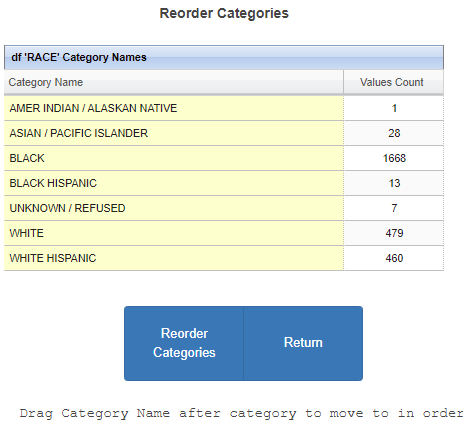 Reorder Categories
df 'RACE' Category Names
Category Name Values Count
AMER INDIAN / ALASKAN NATIVE 1
ASIAN / PACIFIC ISLANDER 28
BLACK 1668
BLACK HISPANIC 13
UNKNOWN / REFUSED 7
WHITE 479
WHITE HISPANIC 460
Reorder
Categories
Return
Drag Category Name after category to move to in order